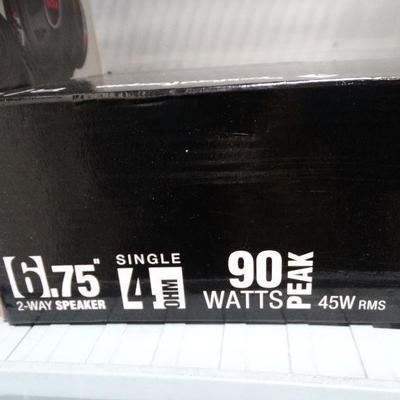 6.75"
2-WAY SPEAKER
SINGLE
4 OHM
90
WATTS PEAK
45W RMS